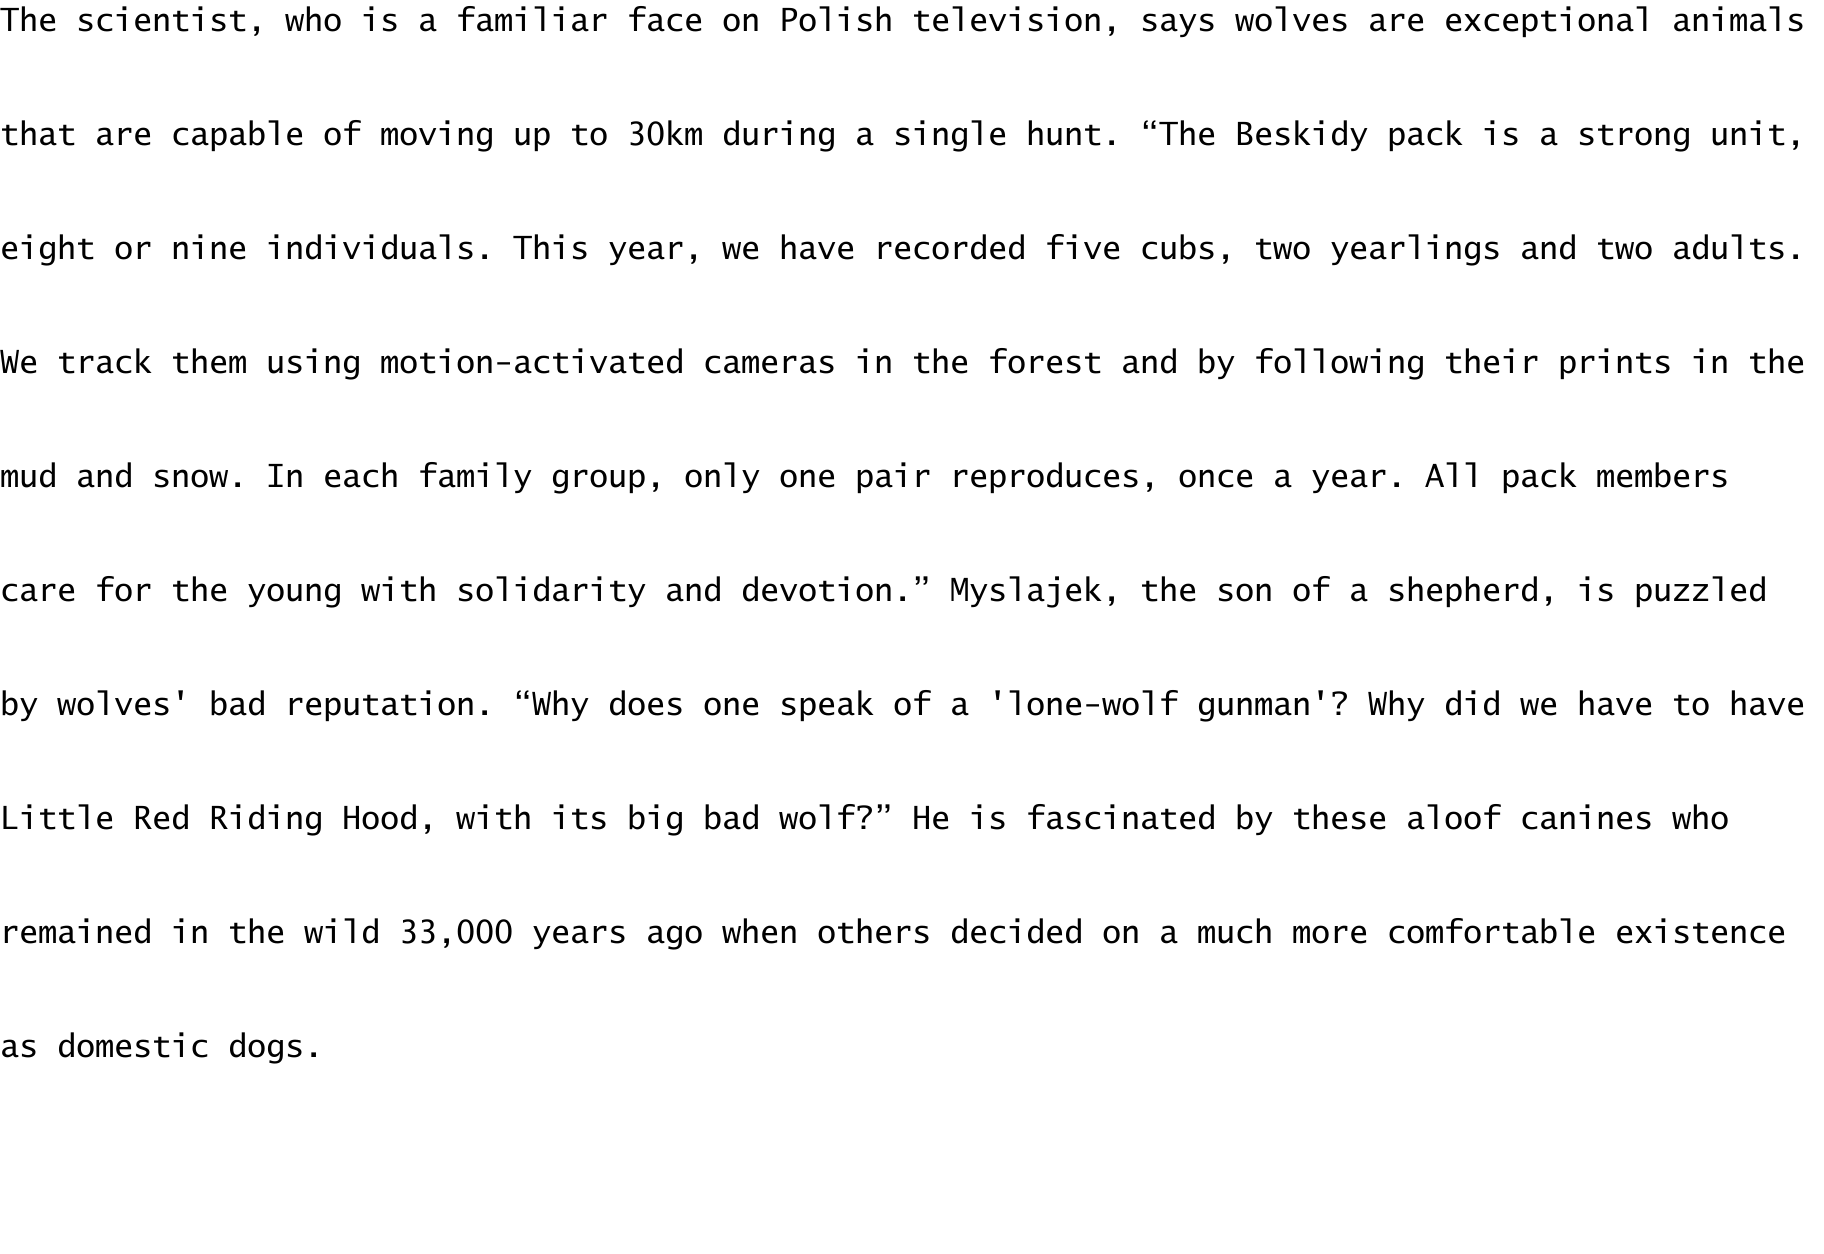 The scientist, who is a familiar face on Polish television, says wolves are exceptional animals
that are capable of moving up to 30km during a single hunt. “The Beskidy pack is a strong unit,
eight or nine individuals. This year, we have recorded five cubs, two yearlings and two adults.
We track them using motion-activated cameras in the forest and by following their prints in the
mud and snow. In each family group, only one pair reproduces, once a year. All pack members
care for the young with solidarity and devotion.” Myslajek, the son of a shepherd, is puzzled
by wolves' bad reputation. “Why does one speak of a 'lone-wolf gunman'? Why did we have to have
Little Red Riding Hood, with its big bad wolf?” He is fascinated by these aloof canines who
remained in the wild 33,000 years ago when others decided on a much more comfortable existence
as domestic dogs.